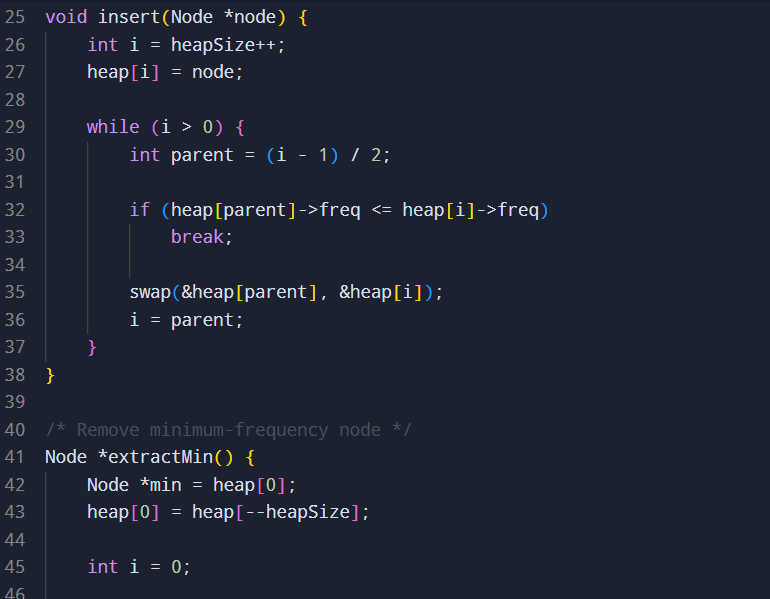 25 void insert(Node *node) {
26     int i = heapSize++;
27     heap[i] = node;
28
29     while (i > 0) {
30         int parent = (i - 1) / 2;
31
32         if (heap[parent]->freq <= heap[i]->freq)
33             break;
34
35         swap(&heap[parent], &heap[i]);
36         i = parent;
37     }
38 }
39
40 /* Remove minimum-frequency node */
41 Node *extractMin() {
42     Node *min = heap[0];
43     heap[0] = heap[--heapSize];
44
45     int i = 0;
46